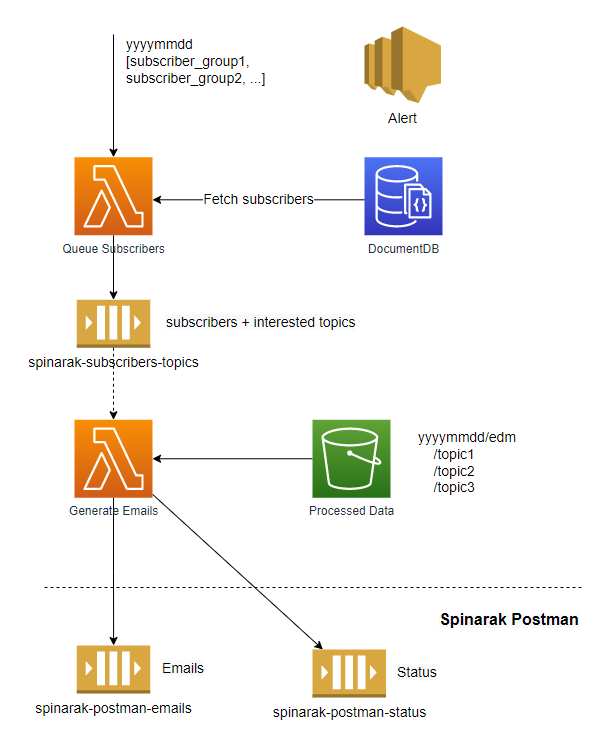 yyyymmdd
[subscriber_group1,
subscriber_group2, ...]
Alert
Fetch subscribers
Queue Subscribers
DocumentDB
subscribers + interested topics
spinarak-subscribers-topics
yyyymmdd/edm
/topic1
/topic2
/topic3
Generate Emails
Processed Data
Spinarak Postman
Emails
Status
spinarak-postman-emails
spinarak-postman-status